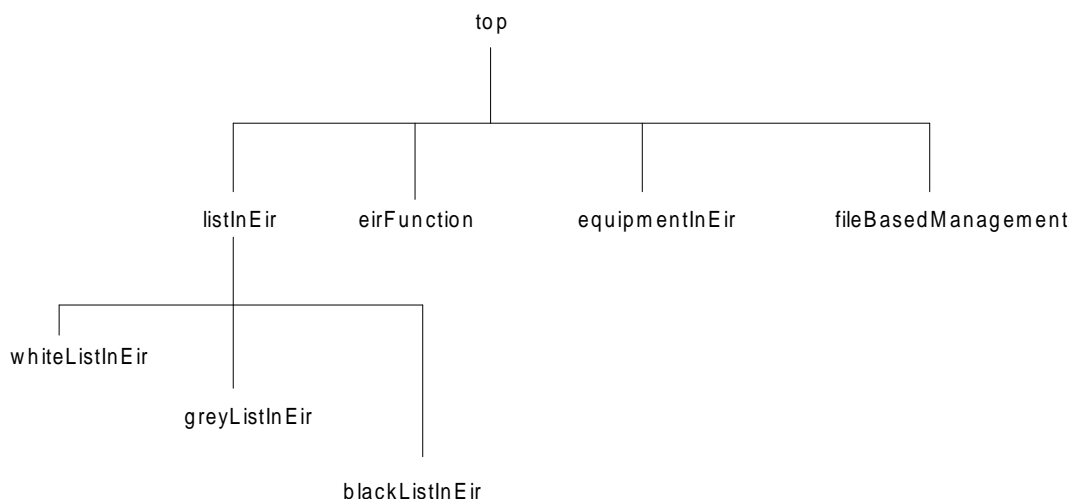 top
listInEir eirFunction equipmentInEir fileBasedManagement
whiteListInEir
greyListInEir
blackListInEir